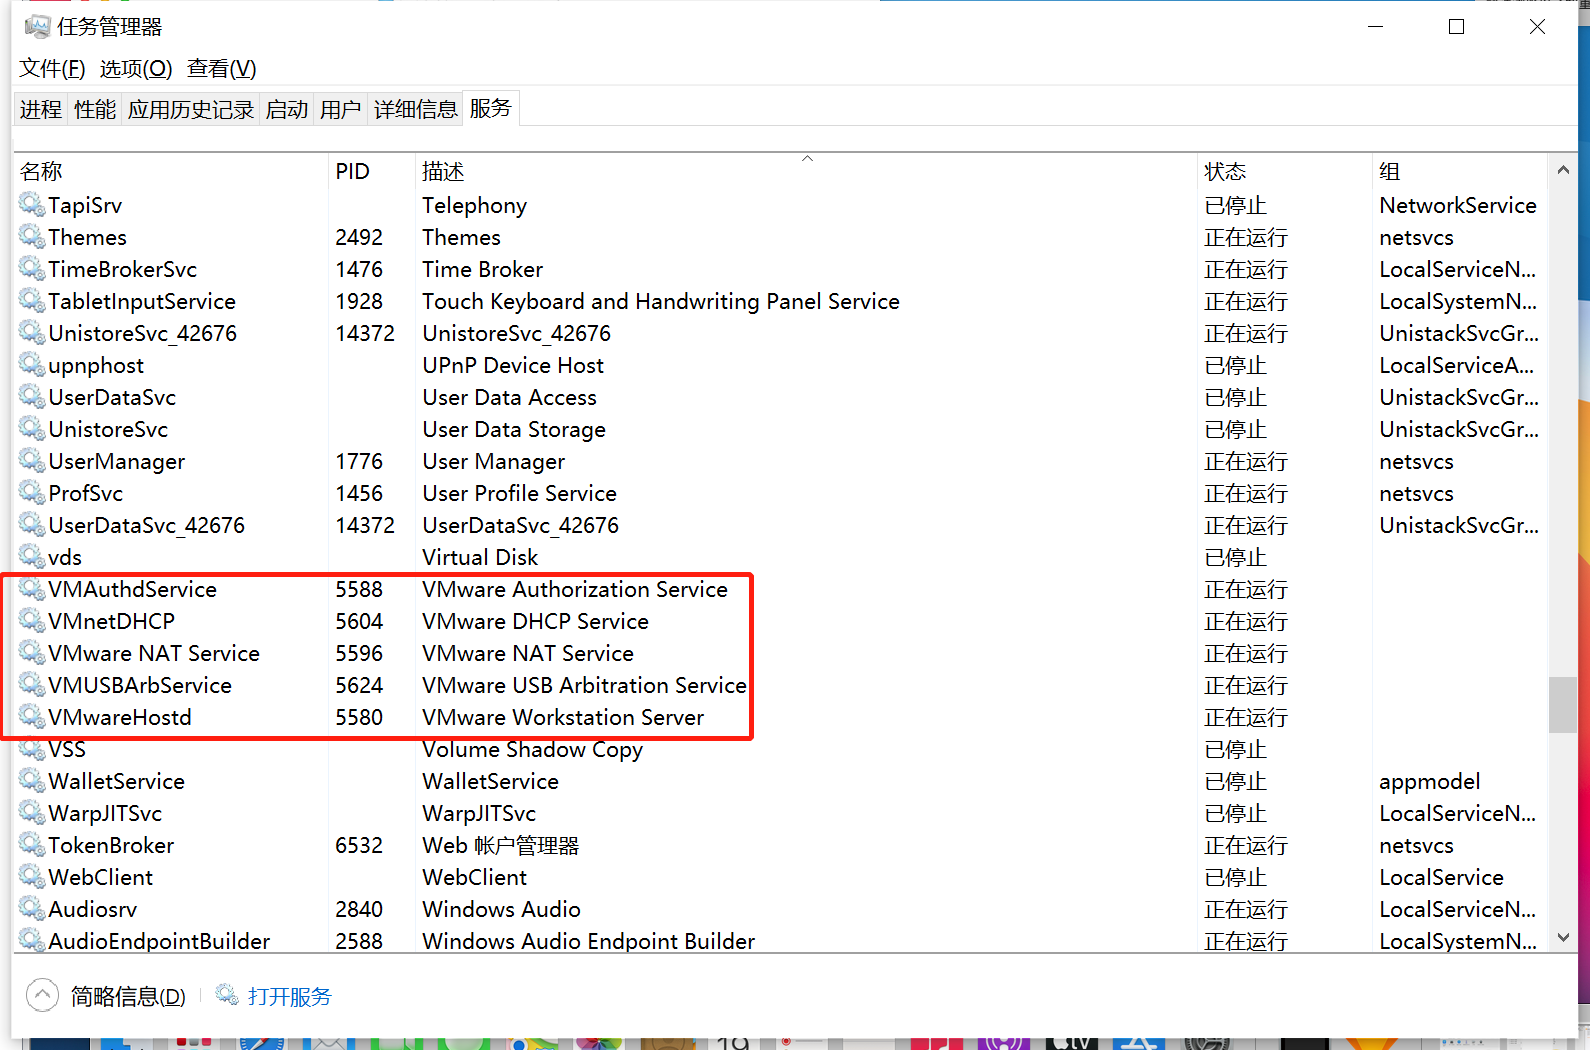 任务管理器
文件(F) 选项(O) 查看(V)
进程 性能 应用历史记录 启动 用户 详细信息 服务
名称 PID 描述 状态 组
TapiSrv Telephony 已停止 NetworkService
Themes 2492 Themes 正在运行 netsvcs
TimeBrokerSvc 1476 Time Broker 正在运行 LocalServiceN...
TabletInputService 1928 Touch Keyboard and Handwriting Panel Service 正在运行 LocalSystemN...
UnistoreSvc_42676 14372 UnistoreSvc_42676 正在运行 UnistackSvcGr...
upnphost UPnP Device Host 已停止 LocalServiceA...
UserDataSvc User Data Access 已停止 UnistackSvcGr...
UnistoreSvc User Data Storage 已停止 UnistackSvcGr...
UserManager 1776 User Manager 正在运行 netsvcs
ProfSvc 1456 User Profile Service 正在运行 netsvcs
UserDataSvc_42676 14372 UserDataSvc_42676 正在运行 UnistackSvcGr...
vds Virtual Disk 已停止
VMAuthdService 5588 VMware Authorization Service 正在运行
VMnetDHCP 5604 VMware DHCP Service 正在运行
VMware NAT Service 5596 VMware NAT Service 正在运行
VMUSBArbService 5624 VMware USB Arbitration Service 正在运行
VMwareHostd 5580 VMware Workstation Server 正在运行
VSS Volume Shadow Copy 已停止
WalletService WalletService 已停止 appmodel
WarpJITSvc WarpJITSvc 已停止 LocalServiceN...
TokenBroker 6532 Web 帐户管理器 正在运行 netsvcs
WebClient WebClient 已停止 LocalService
Audiosrv 2840 Windows Audio 正在运行 LocalServiceN...
AudioEndpointBuilder 2588 Windows Audio Endpoint Builder 正在运行 LocalSystemN...
简略信息(D) 打开服务